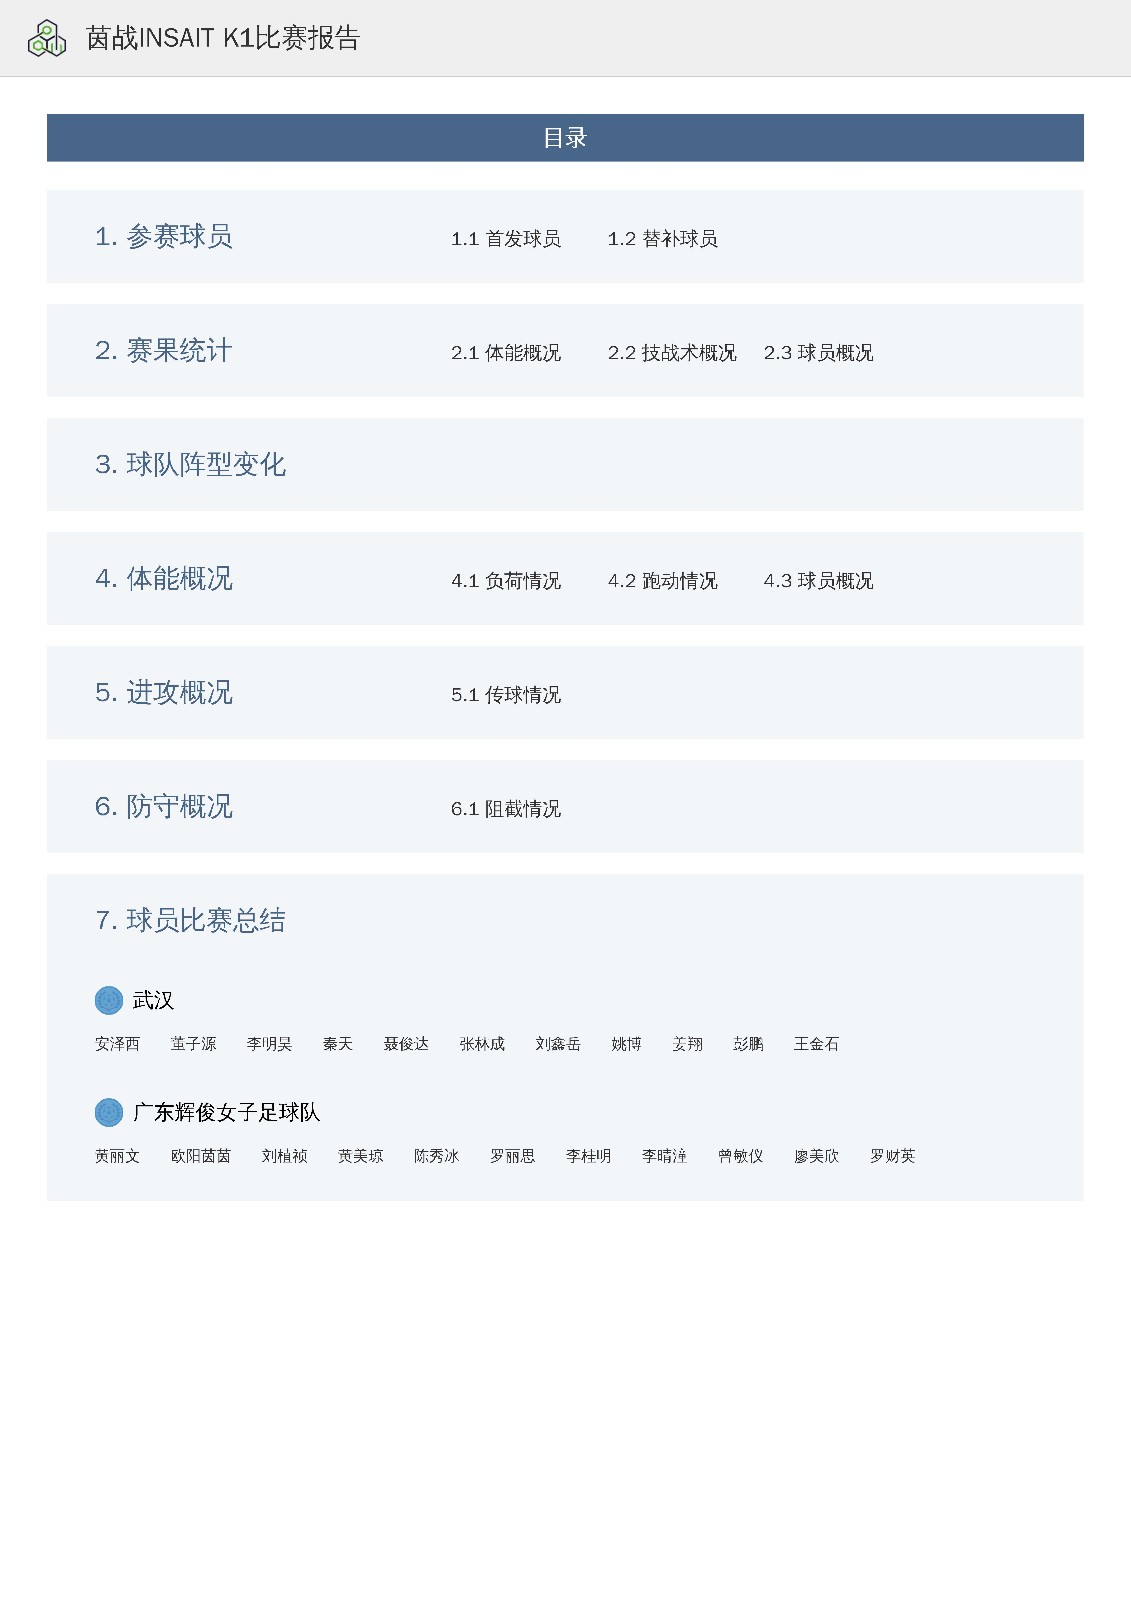 茵战INSAIT K1比赛报告
目录
1. 参赛球员 1.1 首发球员 1.2 替补球员
2. 赛果统计 2.1 体能概况 2.2 技战术概况 2.3 球员概况
3. 球队阵型变化
4. 体能概况 4.1 负荷情况 4.2 跑动情况 4.3 球员概况
5. 进攻概况 5.1 传球情况
6. 防守概况 6.1 阻截情况
7. 球员比赛总结
武汉
安泽西 董子源 李明昊 秦天 聂俊达 张林成 刘鑫岳 姚博 姜翔 彭鹏 王金石
广东辉俊女子足球队
黄丽文 欧阳茵茵 刘植祯 黄美琼 陈秀冰 罗丽思 李桂明 李晴潼 曾敏仪 廖美欣 罗财英